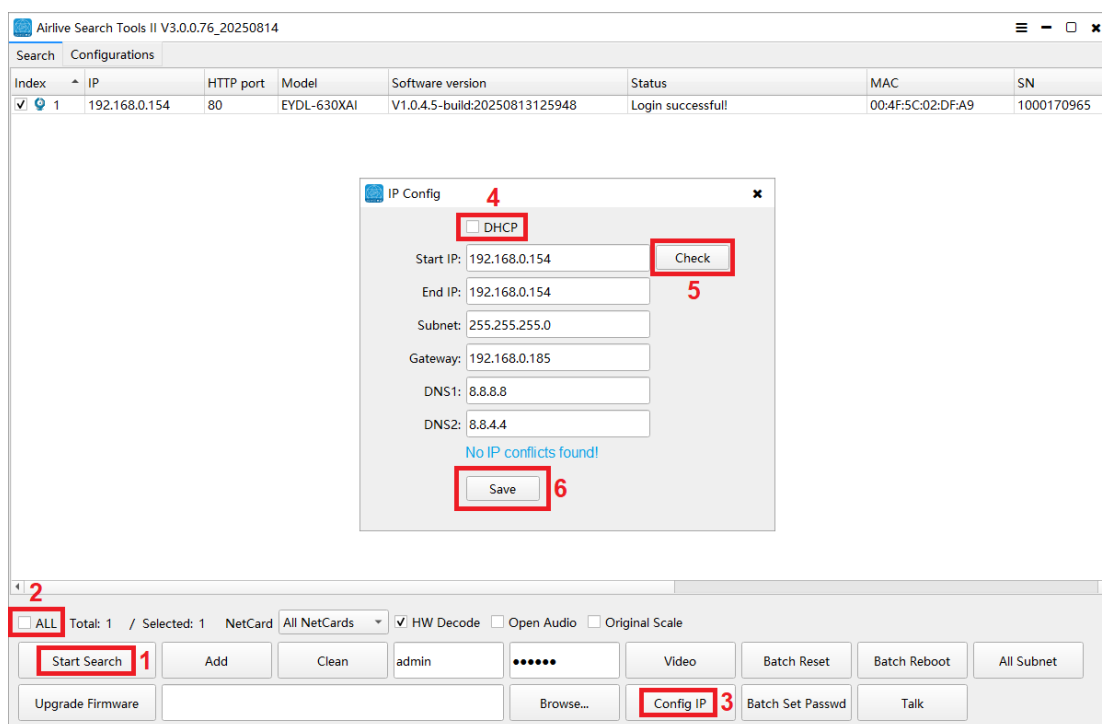 Airlive Search Tools II V3.0.0.76_20250814
Search Configurations
Index IP HTTP port Model Software version Status MAC SN
1 192.168.0.154 80 EYDL-630XAI V1.0.4.5-build:20250813125948 Login successful! 00:4F:5C:02:DF:A9 1000170965
IP Config
4
DHCP
Start IP: 192.168.0.154 Check
5
End IP: 192.168.0.154
Subnet: 255.255.255.0
Gateway: 192.168.0.185
DNS1: 8.8.8.8
DNS2: 8.8.4.4
No IP conflicts found!
Save 6
2
ALL Total: 1 / Selected: 1 NetCard All NetCards HW Decode Open Audio Original Scale
Start Search 1 Add Clean admin ●●●●●● Video Batch Reset Batch Reboot All Subnet
Upgrade Firmware Browse... Config IP 3 Batch Set Passwd Talk